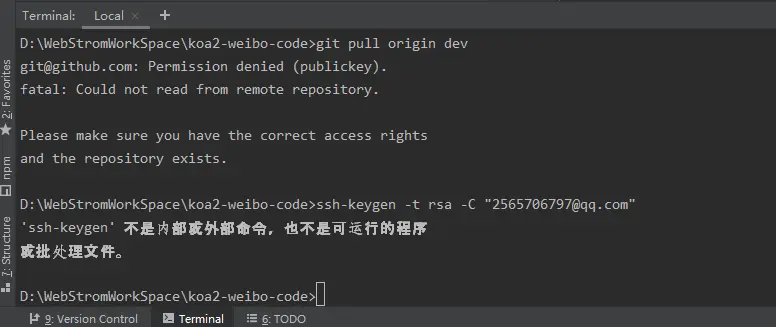 Terminal: Local × +
D:\WebStromWorkSpace\koa2-weibo-code>git pull origin dev
git@github.com: Permission denied (publickey).
fatal: Could not read from remote repository.
Please make sure you have the correct access rights
and the repository exists.
D:\WebStromWorkSpace\koa2-weibo-code>ssh-keygen -t rsa -C "2565706797@qq.com"
'ssh-keygen' 不是内部或外部命令，也不是可运行的程序
或批处理文件。
D:\WebStromWorkSpace\koa2-weibo-code>
2: Favorites
npm
7: Structure
9: Version Control Terminal 6: TODO